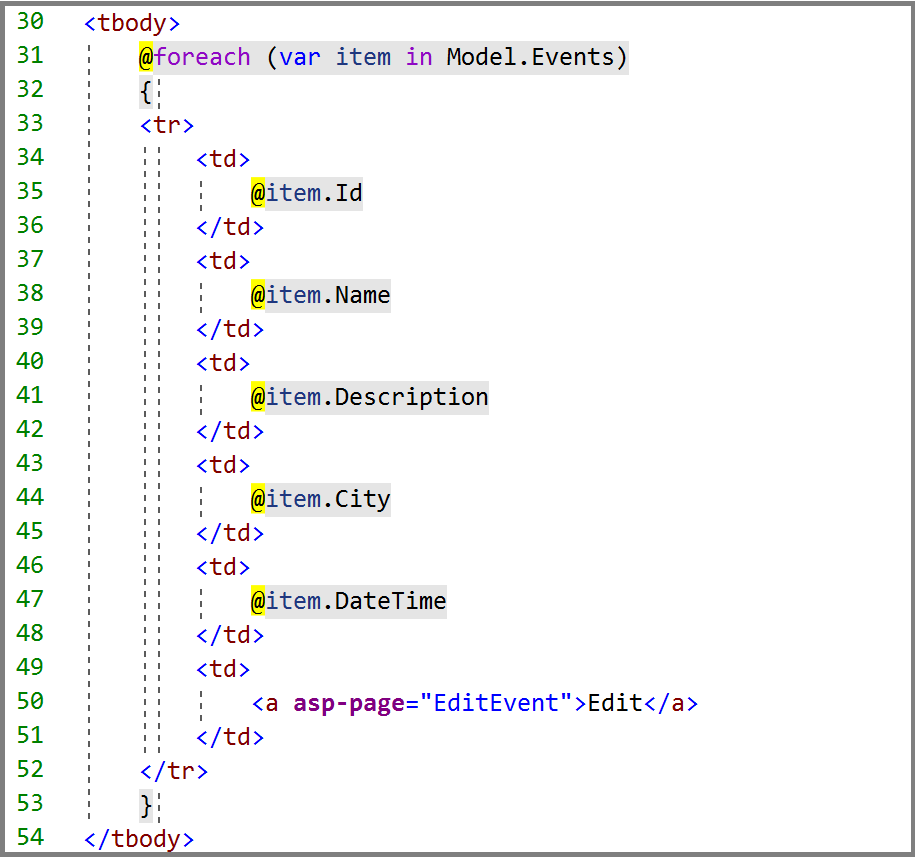 30 <tbody>
31 @foreach (var item in Model.Events)
32 {
33 <tr>
34 <td>
35 @item.Id
36 </td>
37 <td>
38 @item.Name
39 </td>
40 <td>
41 @item.Description
42 </td>
43 <td>
44 @item.City
45 </td>
46 <td>
47 @item.DateTime
48 </td>
49 <td>
50 <a asp-page="EditEvent">Edit</a>
51 </td>
52 </tr>
53 }
54 </tbody>